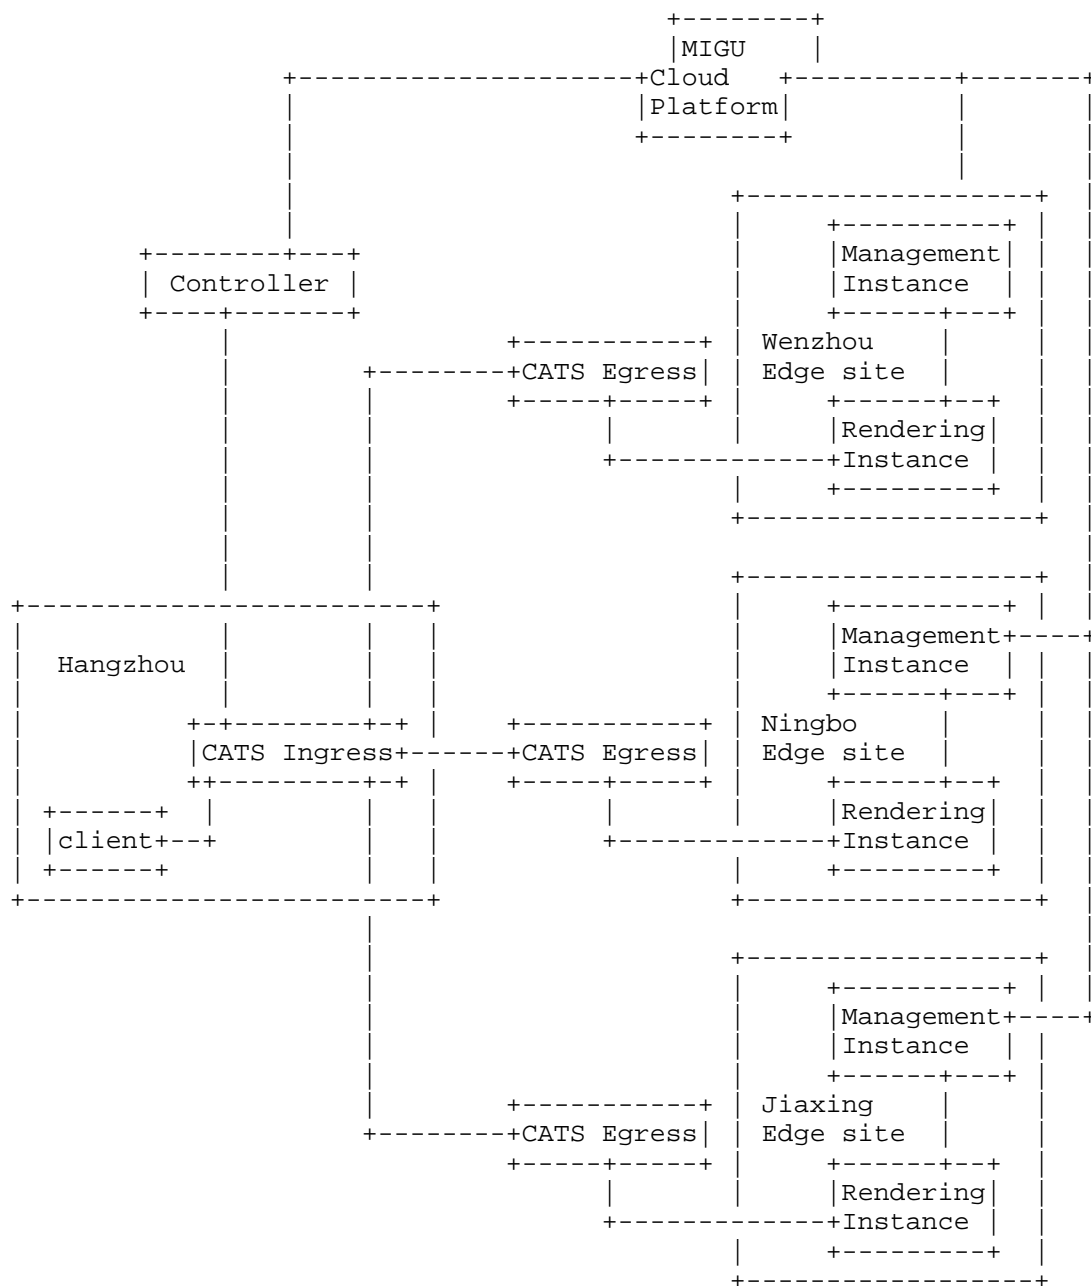 MIGU
Cloud
Platform
Management
Controller
Instance
Wenzhou
CATS Egress
Edge site
Rendering
Instance
Management
Hangzhou
Instance
Ningbo
CATS Ingress
CATS Egress
Edge site
Rendering
client
Instance
Management
Instance
Jiaxing
CATS Egress
Edge site
Rendering
Instance